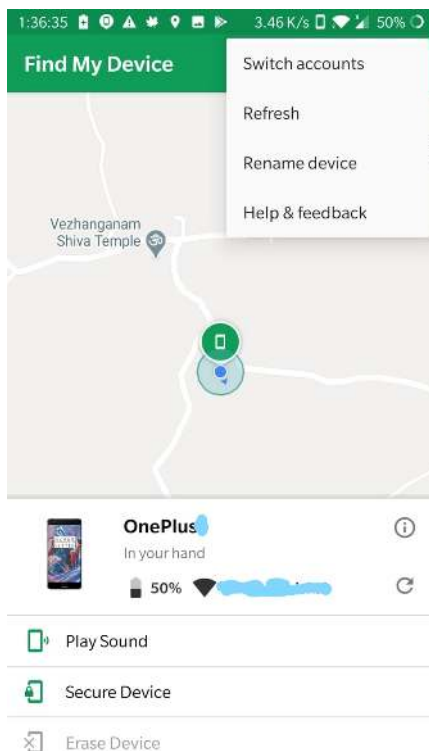 1:36:35 3.46 K/s 50%
Find My Device
Switch accounts
Refresh
Rename device
Help & feedback
Vezhanganam
Shiva Temple
OnePlus
In your hand
50%
Play Sound
Secure Device
Erase Device